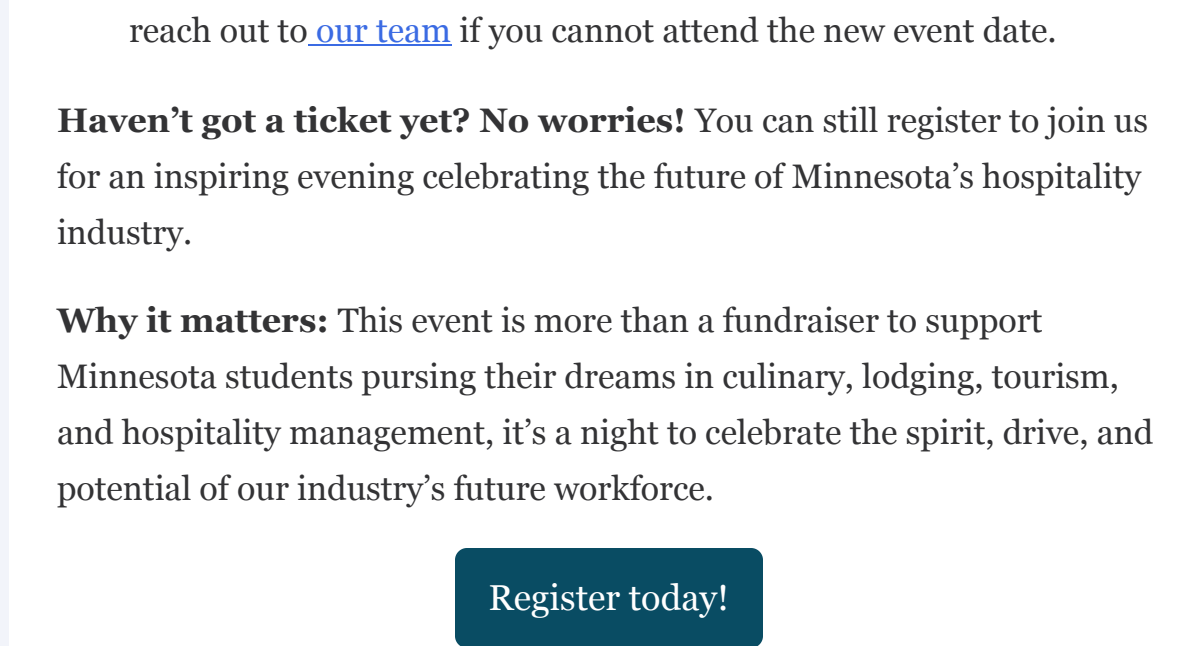 reach out to our team if you cannot attend the new event date.
Haven’t got a ticket yet? No worries! You can still register to join us
for an inspiring evening celebrating the future of Minnesota’s hospitality
industry.
Why it matters: This event is more than a fundraiser to support
Minnesota students pursing their dreams in culinary, lodging, tourism,
and hospitality management, it’s a night to celebrate the spirit, drive, and
potential of our industry’s future workforce.
Register today!